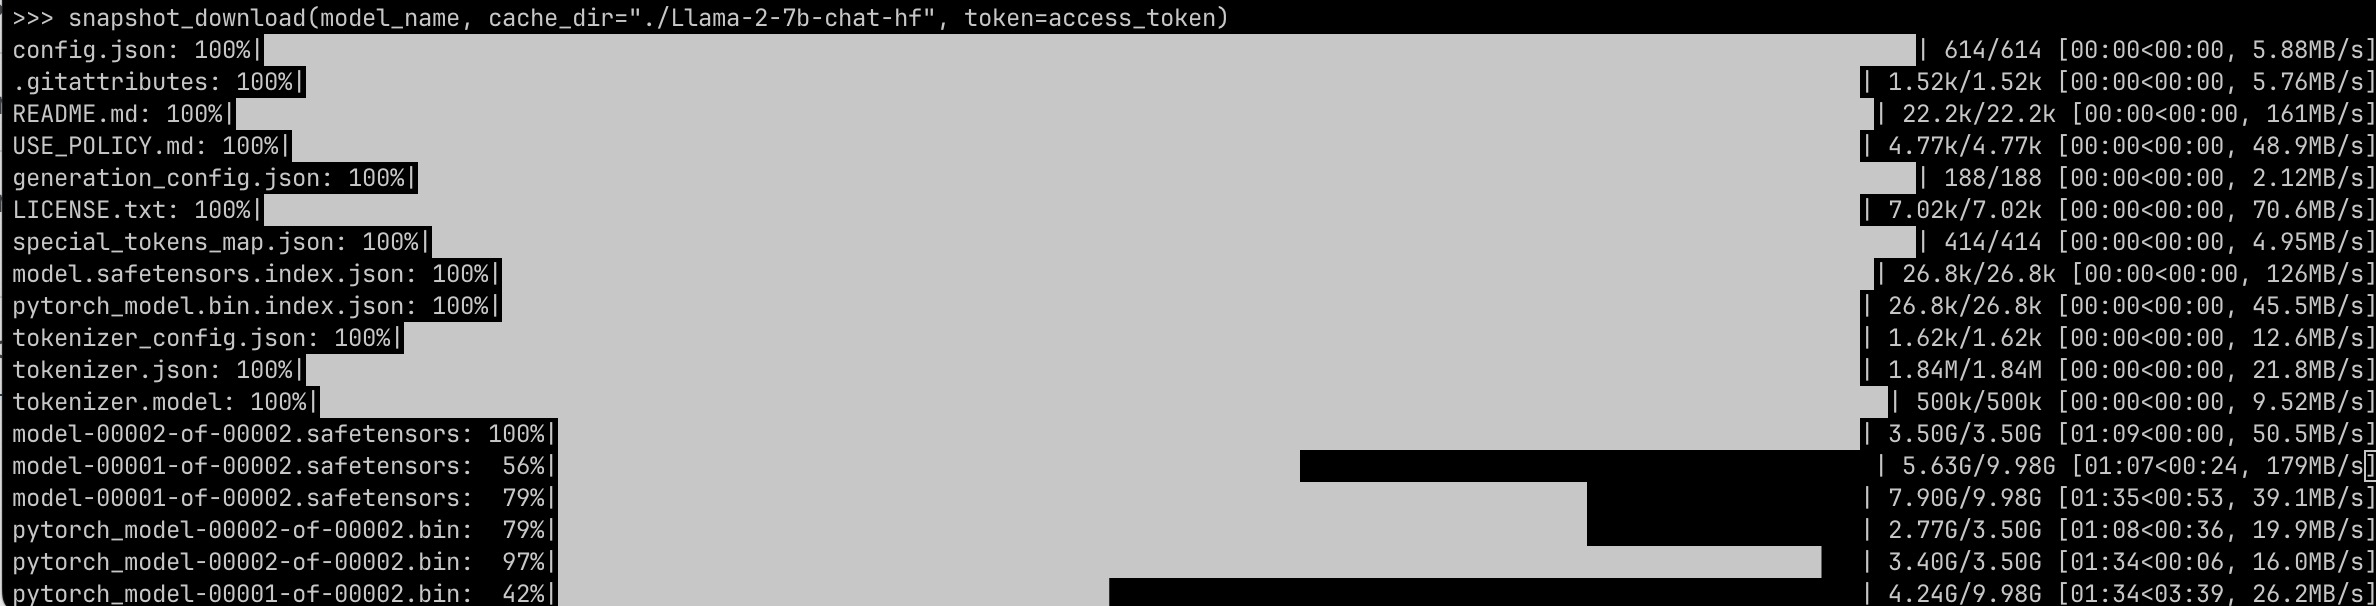 >>> snapshot_download(model_name, cache_dir="./Llama-2-7b-chat-hf", token=access_token)
config.json: 100%| | 614/614 [00:00<00:00, 5.88MB/s]
.gitattributes: 100%| | 1.52k/1.52k [00:00<00:00, 5.76MB/s]
README.md: 100%| | 22.2k/22.2k [00:00<00:00, 161MB/s]
USE_POLICY.md: 100%| | 4.77k/4.77k [00:00<00:00, 48.9MB/s]
generation_config.json: 100%| | 188/188 [00:00<00:00, 2.12MB/s]
LICENSE.txt: 100%| | 7.02k/7.02k [00:00<00:00, 70.6MB/s]
special_tokens_map.json: 100%| | 414/414 [00:00<00:00, 4.95MB/s]
model.safetensors.index.json: 100%| | 26.8k/26.8k [00:00<00:00, 126MB/s]
pytorch_model.bin.index.json: 100%| | 26.8k/26.8k [00:00<00:00, 45.5MB/s]
tokenizer_config.json: 100%| | 1.62k/1.62k [00:00<00:00, 12.6MB/s]
tokenizer.json: 100%| | 1.84M/1.84M [00:00<00:00, 21.8MB/s]
tokenizer.model: 100%| | 500k/500k [00:00<00:00, 9.52MB/s]
model-00002-of-00002.safetensors: 100%| | 3.50G/3.50G [01:09<00:00, 50.5MB/s]
model-00001-of-00002.safetensors:  56%| | 5.63G/9.98G [01:07<00:24, 179MB/s]
model-00001-of-00002.safetensors:  79%| | 7.90G/9.98G [01:35<00:53, 39.1MB/s]
pytorch_model-00002-of-00002.bin:  79%| | 2.77G/3.50G [01:08<00:36, 19.9MB/s]
pytorch_model-00002-of-00002.bin:  97%| | 3.40G/3.50G [01:34<00:06, 16.0MB/s]
pytorch_model-00001-of-00002.bin:  42%| | 4.24G/9.98G [01:34<03:39, 26.2MB/s]